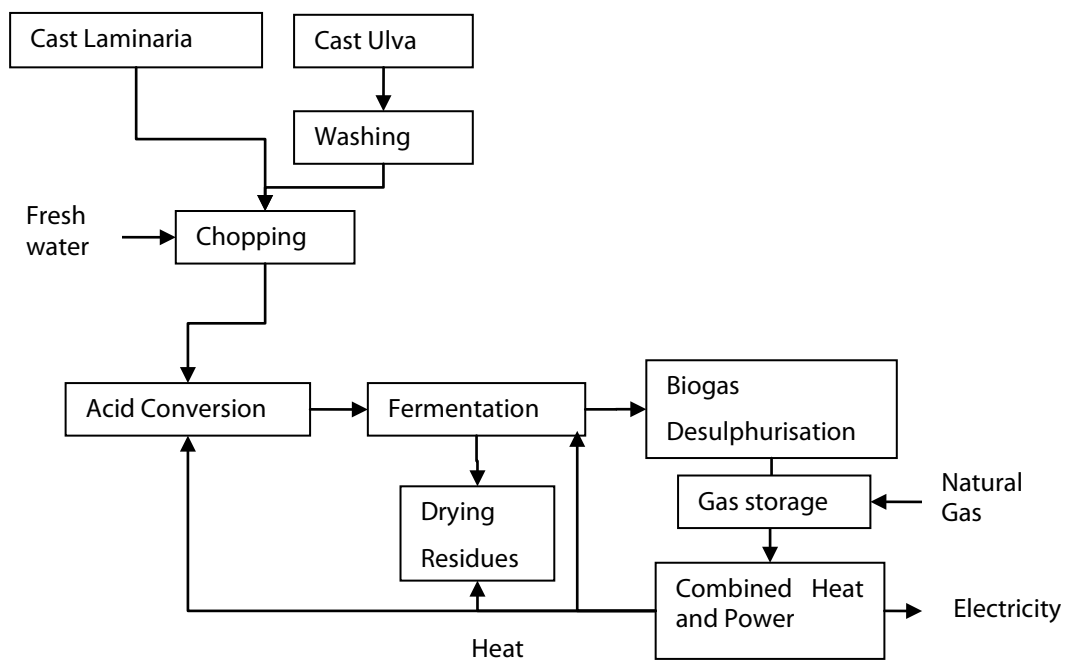 Cast Laminaria
Cast Ulva
Washing
Fresh
water
Chopping
Acid Conversion
Fermentation
Biogas
Desulphurisation
Drying
Residues
Gas storage
Natural
Gas
Combined Heat
and Power
Electricity
Heat